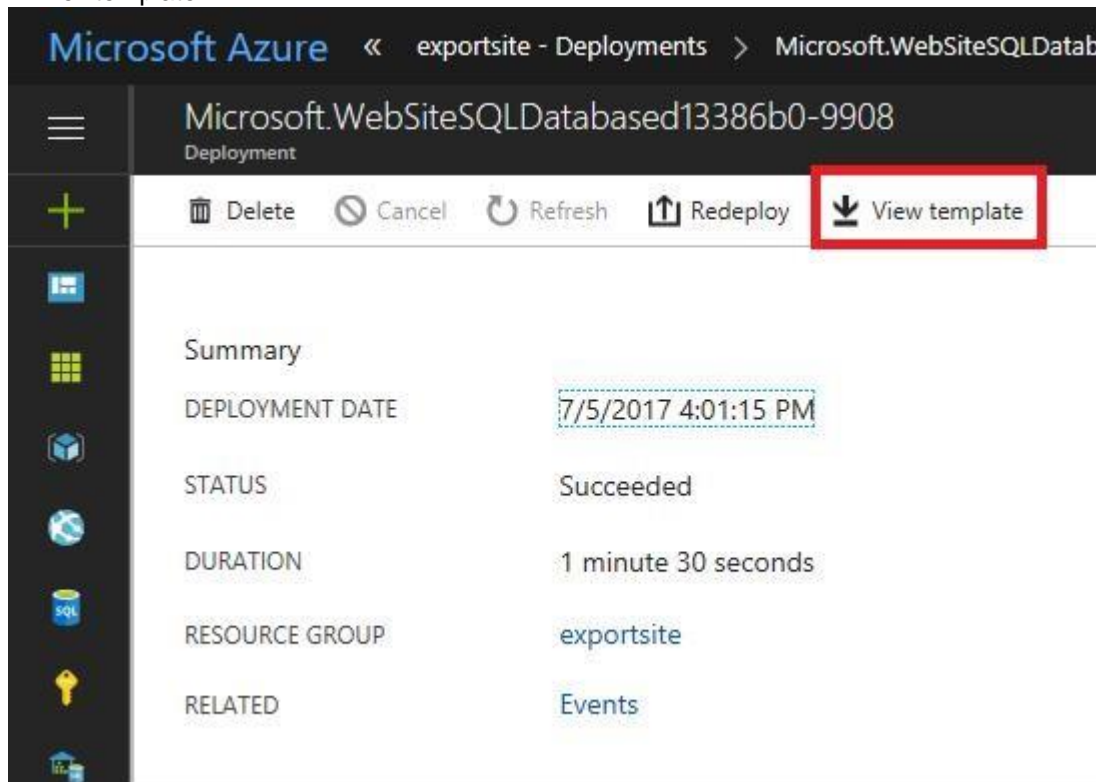 Microsoft Azure « exportsite - Deployments > Microsoft.WebSiteSQLDatab
Microsoft.WebSiteSQLDatabased13386b0-9908
Deployment
Delete Cancel Refresh Redeploy View template
Summary
DEPLOYMENT DATE 7/5/2017 4:01:15 PM
STATUS Succeeded
DURATION 1 minute 30 seconds
SQL
RESOURCE GROUP exportsite
RELATED Events